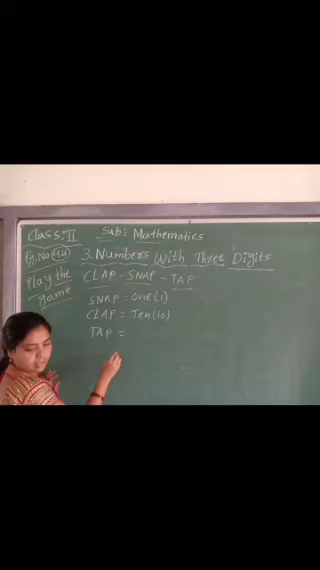 Class: II Sub: Mathematics
Pg. No 44 3. Numbers With Three Digits
Play the game
CLAP - SNAP - TAP
SNAP = One (1)
CLAP = Ten (10)
TAP =